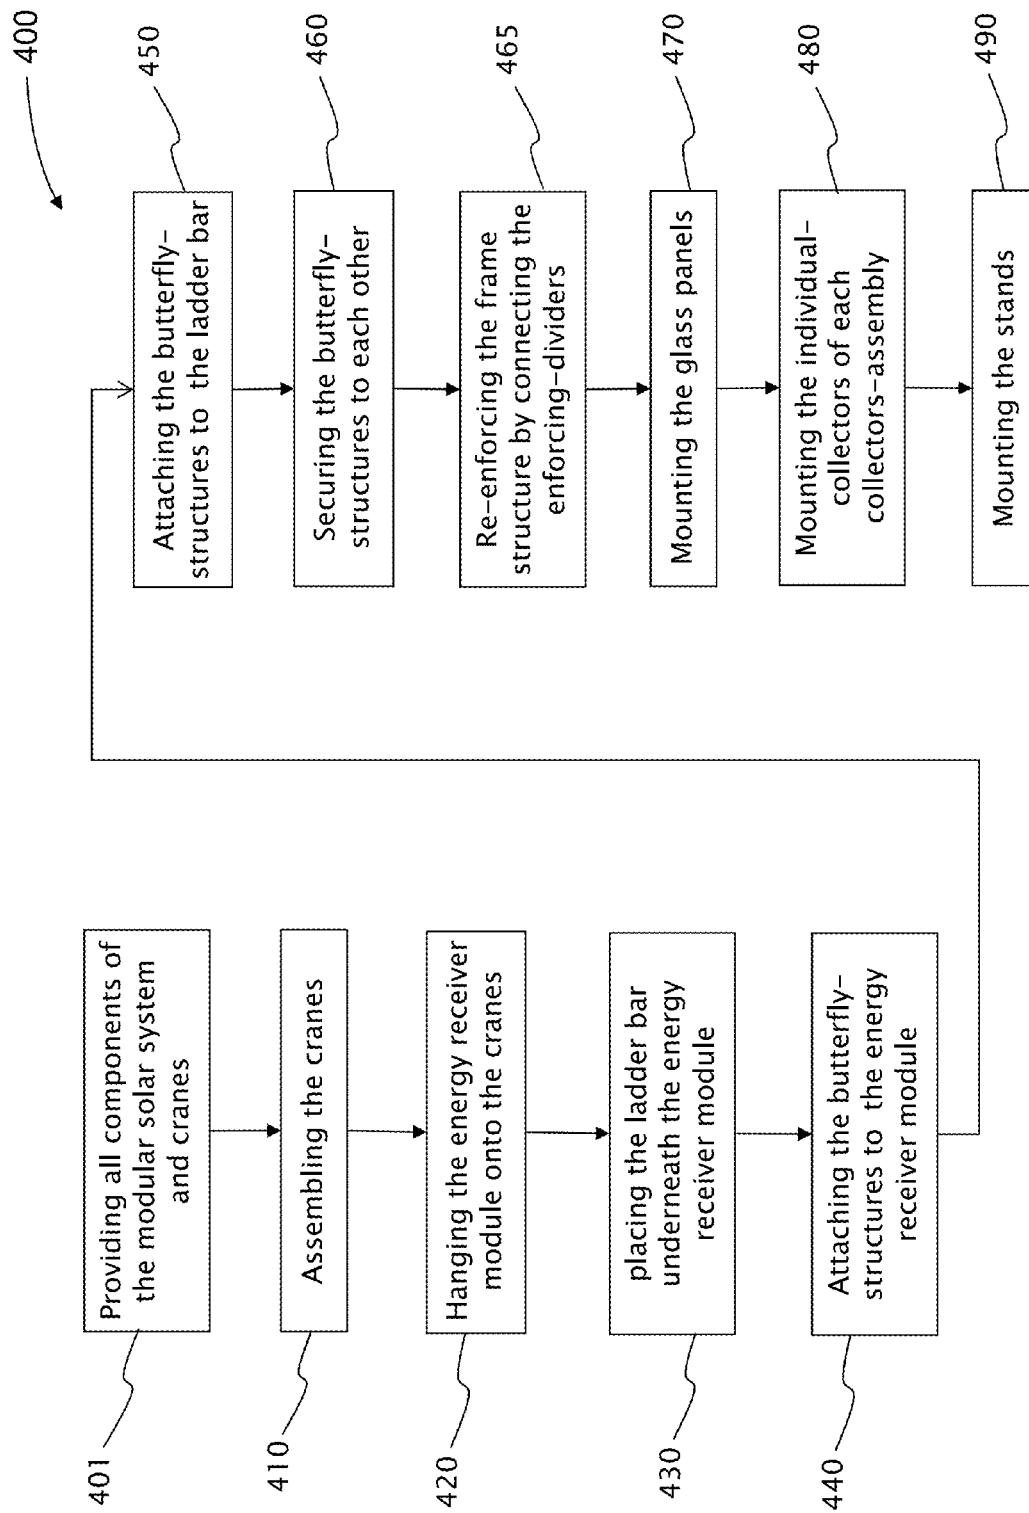 400
401
Providing all components of
the modular solar system
and cranes
410
Assembling the cranes
420
Hanging the energy receiver
module onto the cranes
430
placing the ladder bar
underneath the energy
receiver module
440
Attaching the butterfly-
structures to the energy
receiver module
450
Attaching the butterfly-
structures to the ladder bar
460
Securing the butterfly-
structures to each other
465
Re-enforcing the frame
structure by connecting the
enforcing-dividers
470
Mounting the glass panels
480
Mounting the individual-
collectors of each
collectors-assembly
490
Mounting the stands